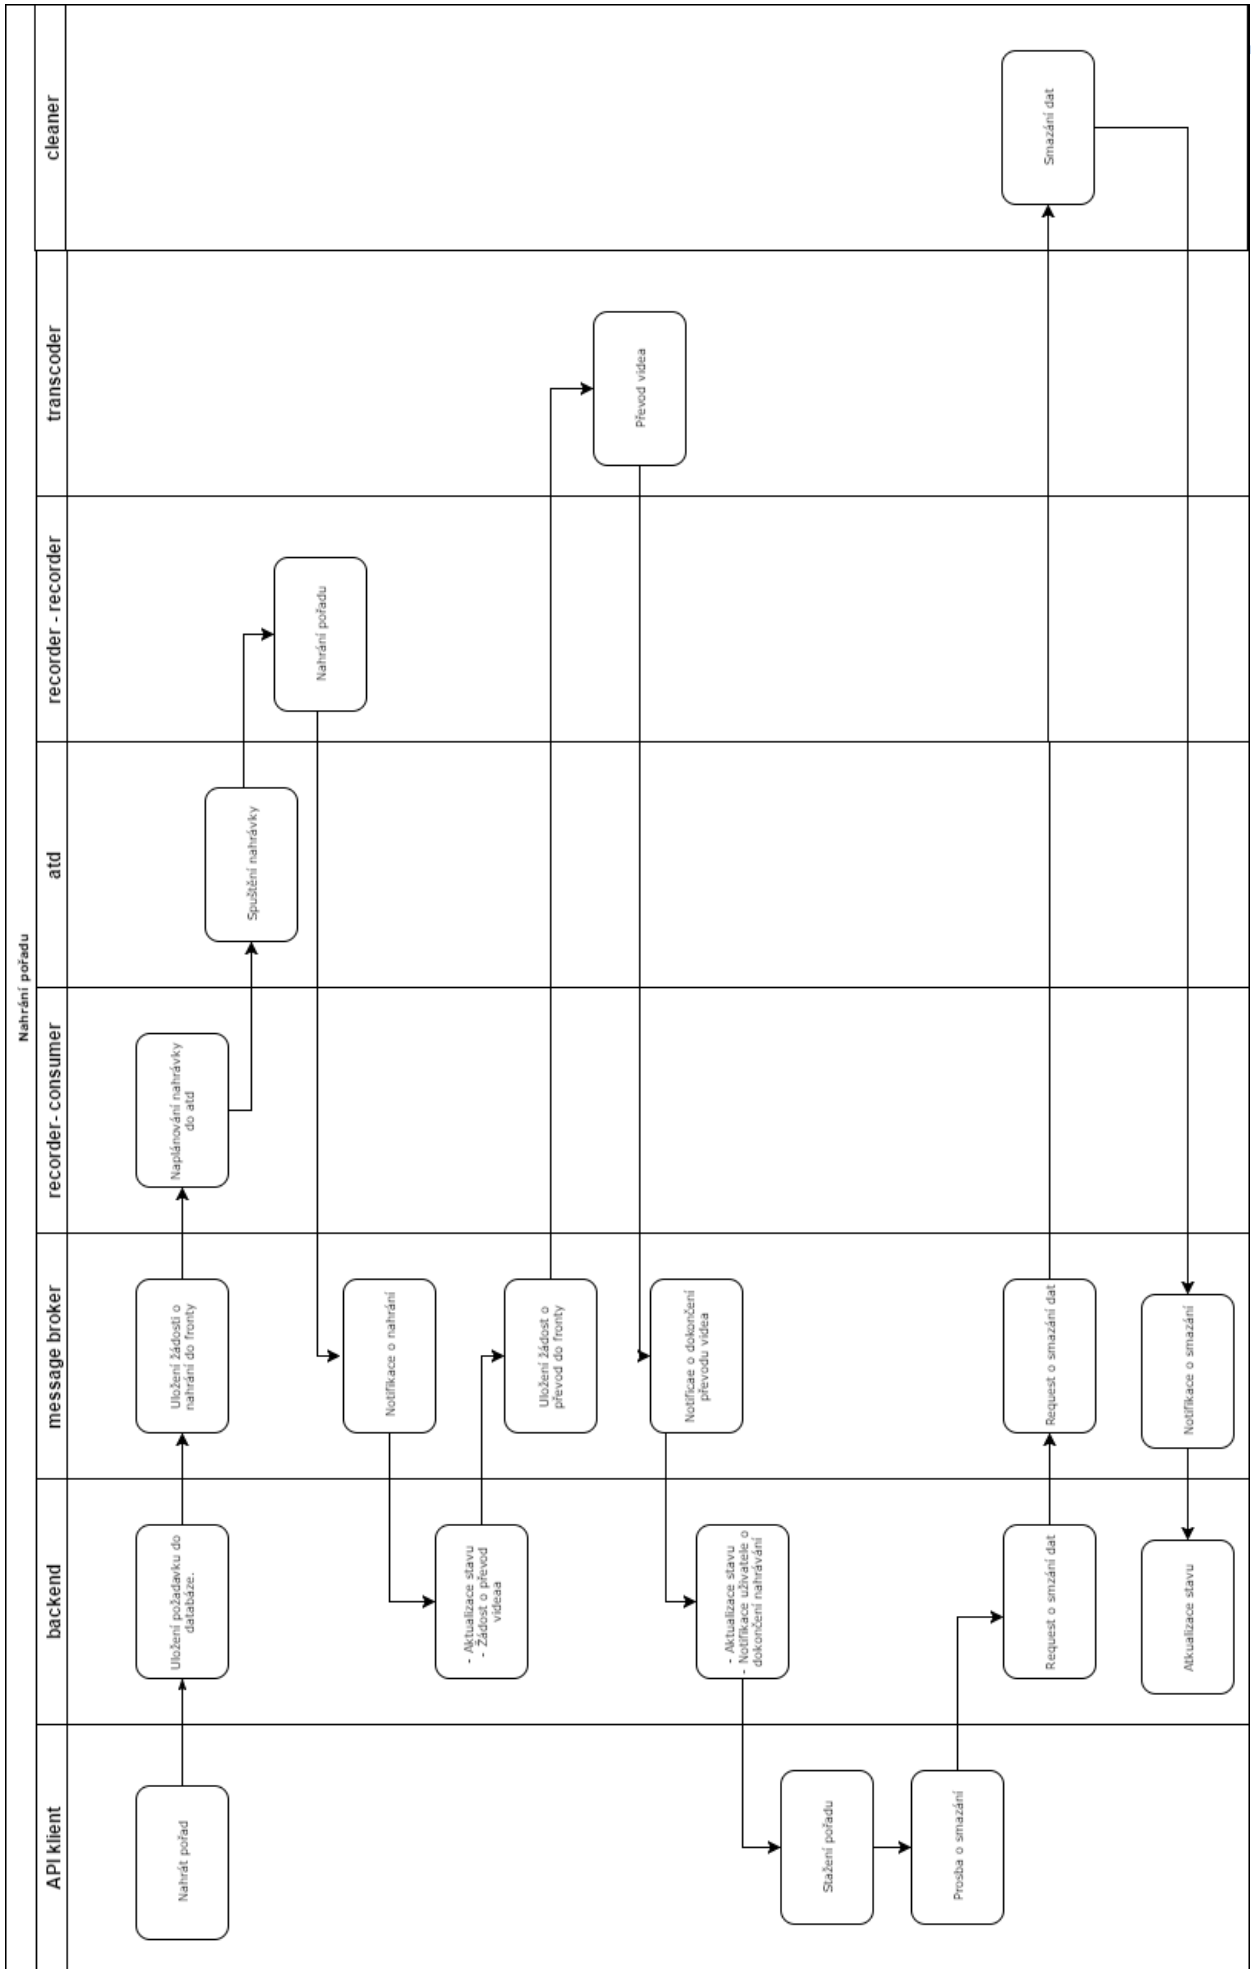 Nahrání pořadu
API klient
backend
message broker
recorder - consumer
atd
recorder - recorder
transcoder
cleaner
Nahrát pořad
Uložení požadavku do
databáze.
Uložení žádosti o
nahrání do fronty
Naplánování nahrávky
do atd
Spuštění nahrávky
Nahrání pořadu
Notifikace o nahrání
- Aktualizace stavu
- Žádost o převod
videaa
Uložení žádost o
převod do fronty
Převod videa
Notificae o dokončení
převodu videa
- Aktualizace stavu
- Notifikace uživatele o
dokončení nahrávání
Stažení pořadu
Prosba o smazání
Request o smzání dat
Request o smazání dat
Smazání dat
Notifikace o smazání
Atkualizace stavu